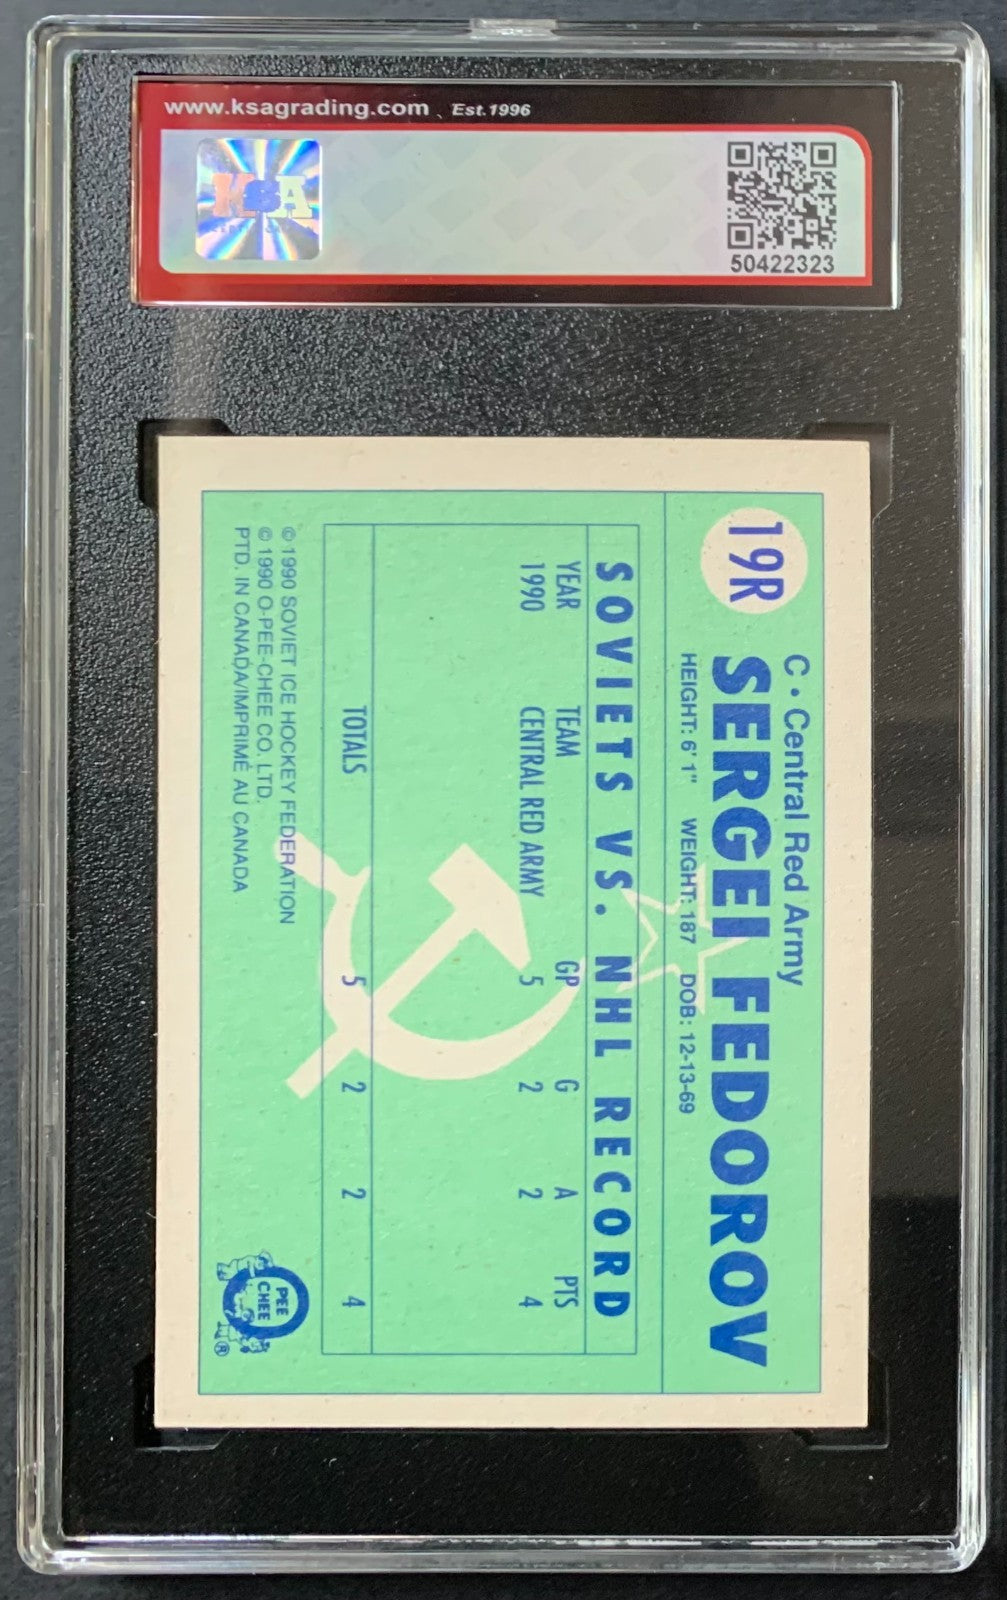 www.ksagrading.com Est.1996
KSA
50422323
19R
C • Central Red Army
SERGEI FEDOROV
HEIGHT: 6' 1" WEIGHT: 187 DOB: 12-13-69
SOVIETS VS. NHL RECORD
YEAR TEAM GP G A PTS
1990 CENTRAL RED ARMY 5 2 2 4
TOTALS 5 2 2 4
© 1990 SOVIET ICE HOCKEY FEDERATION
© 1990 O-PEE-CHEE CO. LTD.
PTD. IN CANADA/IMPRIMÉ AU CANADA
O PEE CHEE ®